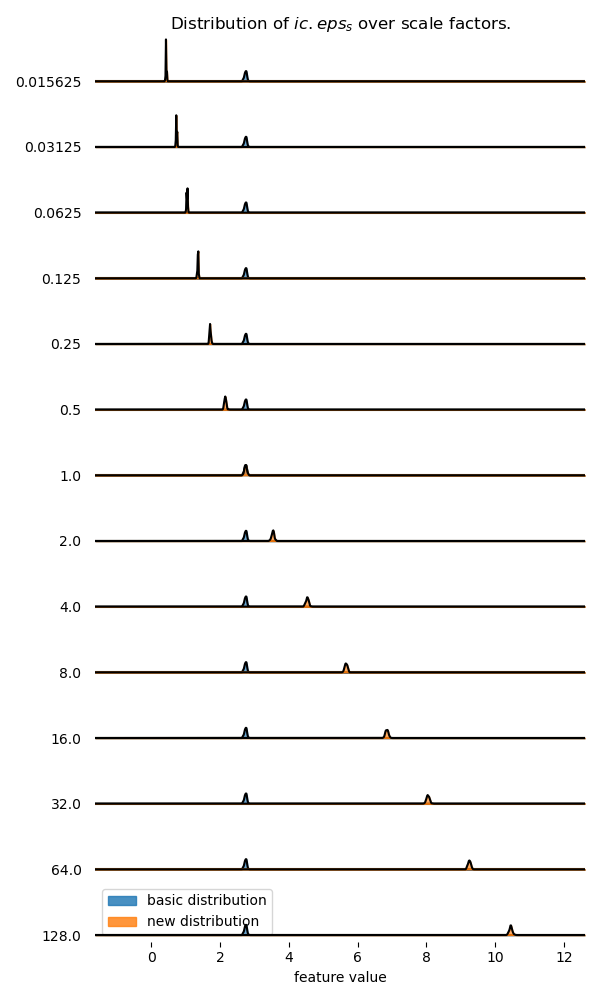 Distribution of ic.eps_s over scale factors.
0.015625
0.03125
0.0625
0.125
0.25
0.5
1.0
2.0
4.0
8.0
16.0
32.0
64.0
basic distribution
new distribution
128.0
0 2 4 6 8 10 12
feature value